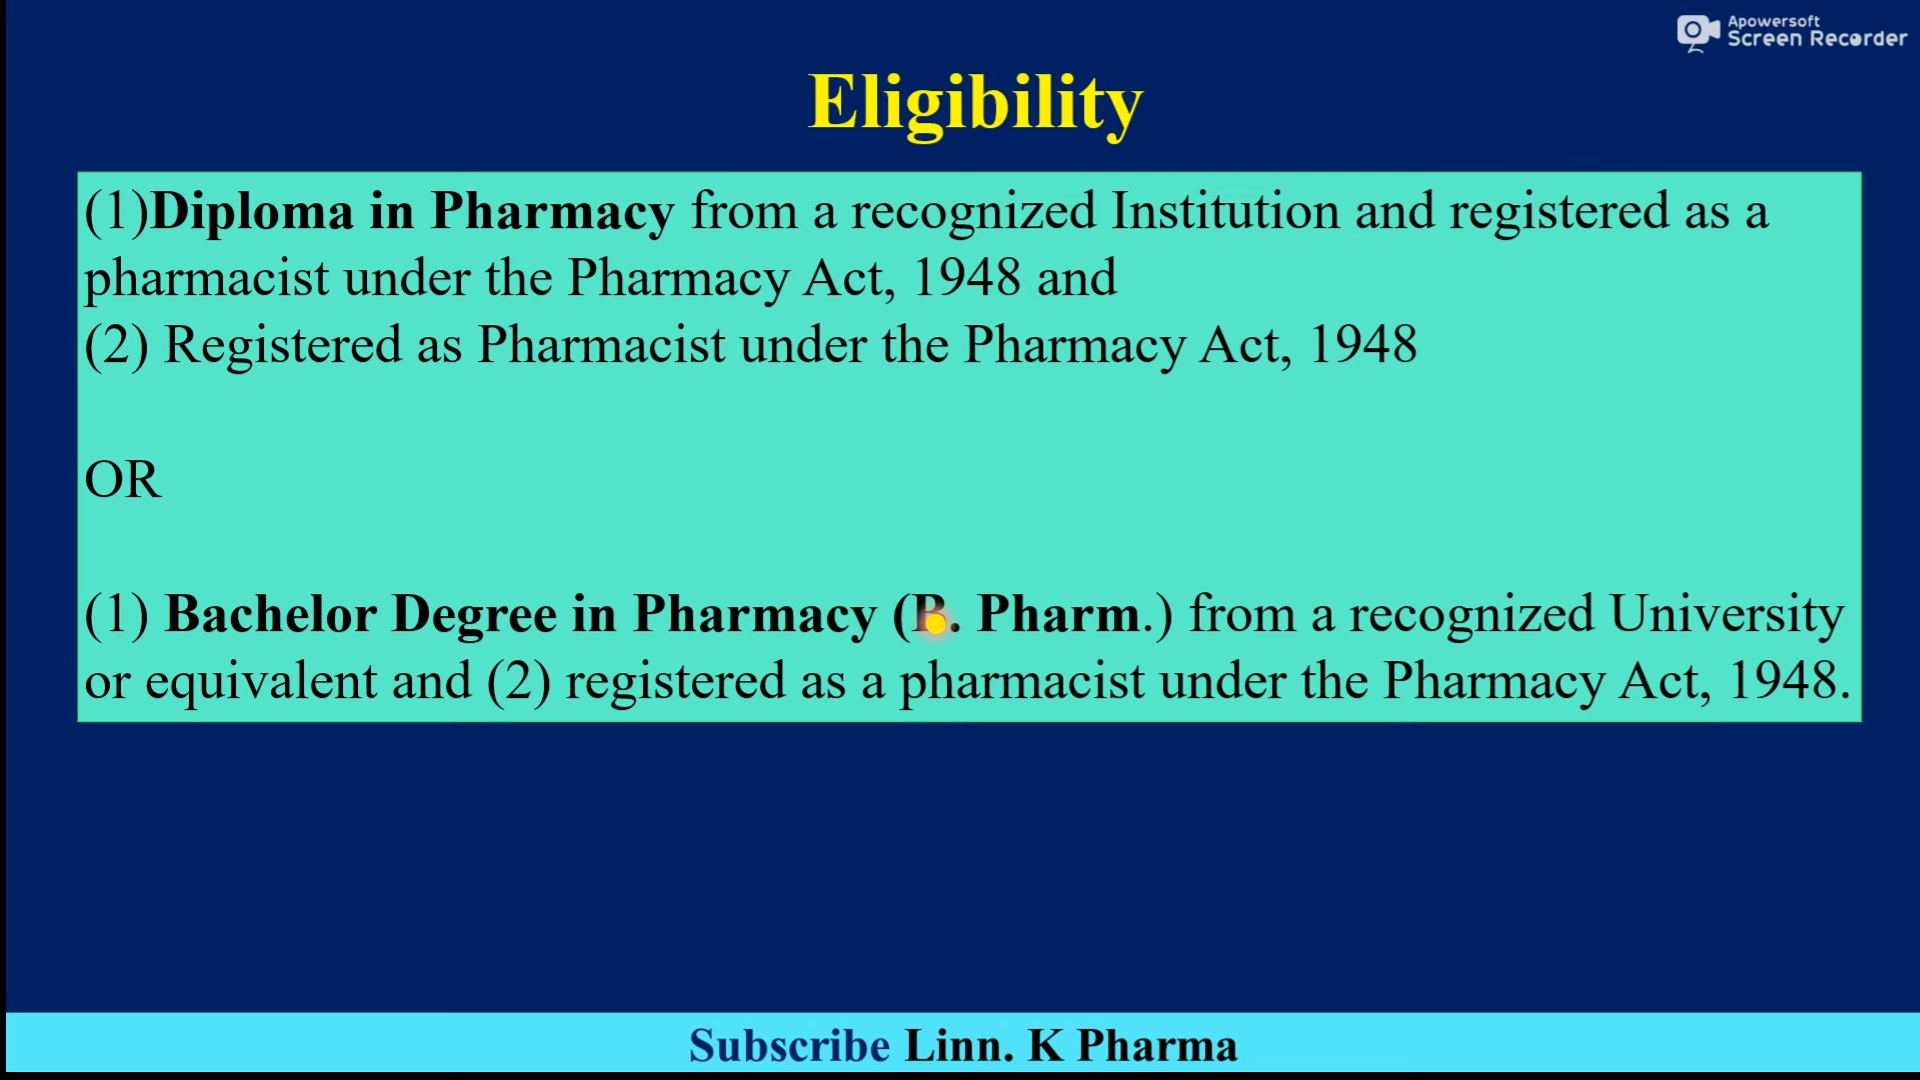 Apowersoft
Screen Recorder
Eligibility
(1)Diploma in Pharmacy from a recognized Institution and registered as a
pharmacist under the Pharmacy Act, 1948 and
(2) Registered as Pharmacist under the Pharmacy Act, 1948
OR
(1) Bachelor Degree in Pharmacy (B. Pharm.) from a recognized University
or equivalent and (2) registered as a pharmacist under the Pharmacy Act, 1948.
Subscribe Linn. K Pharma